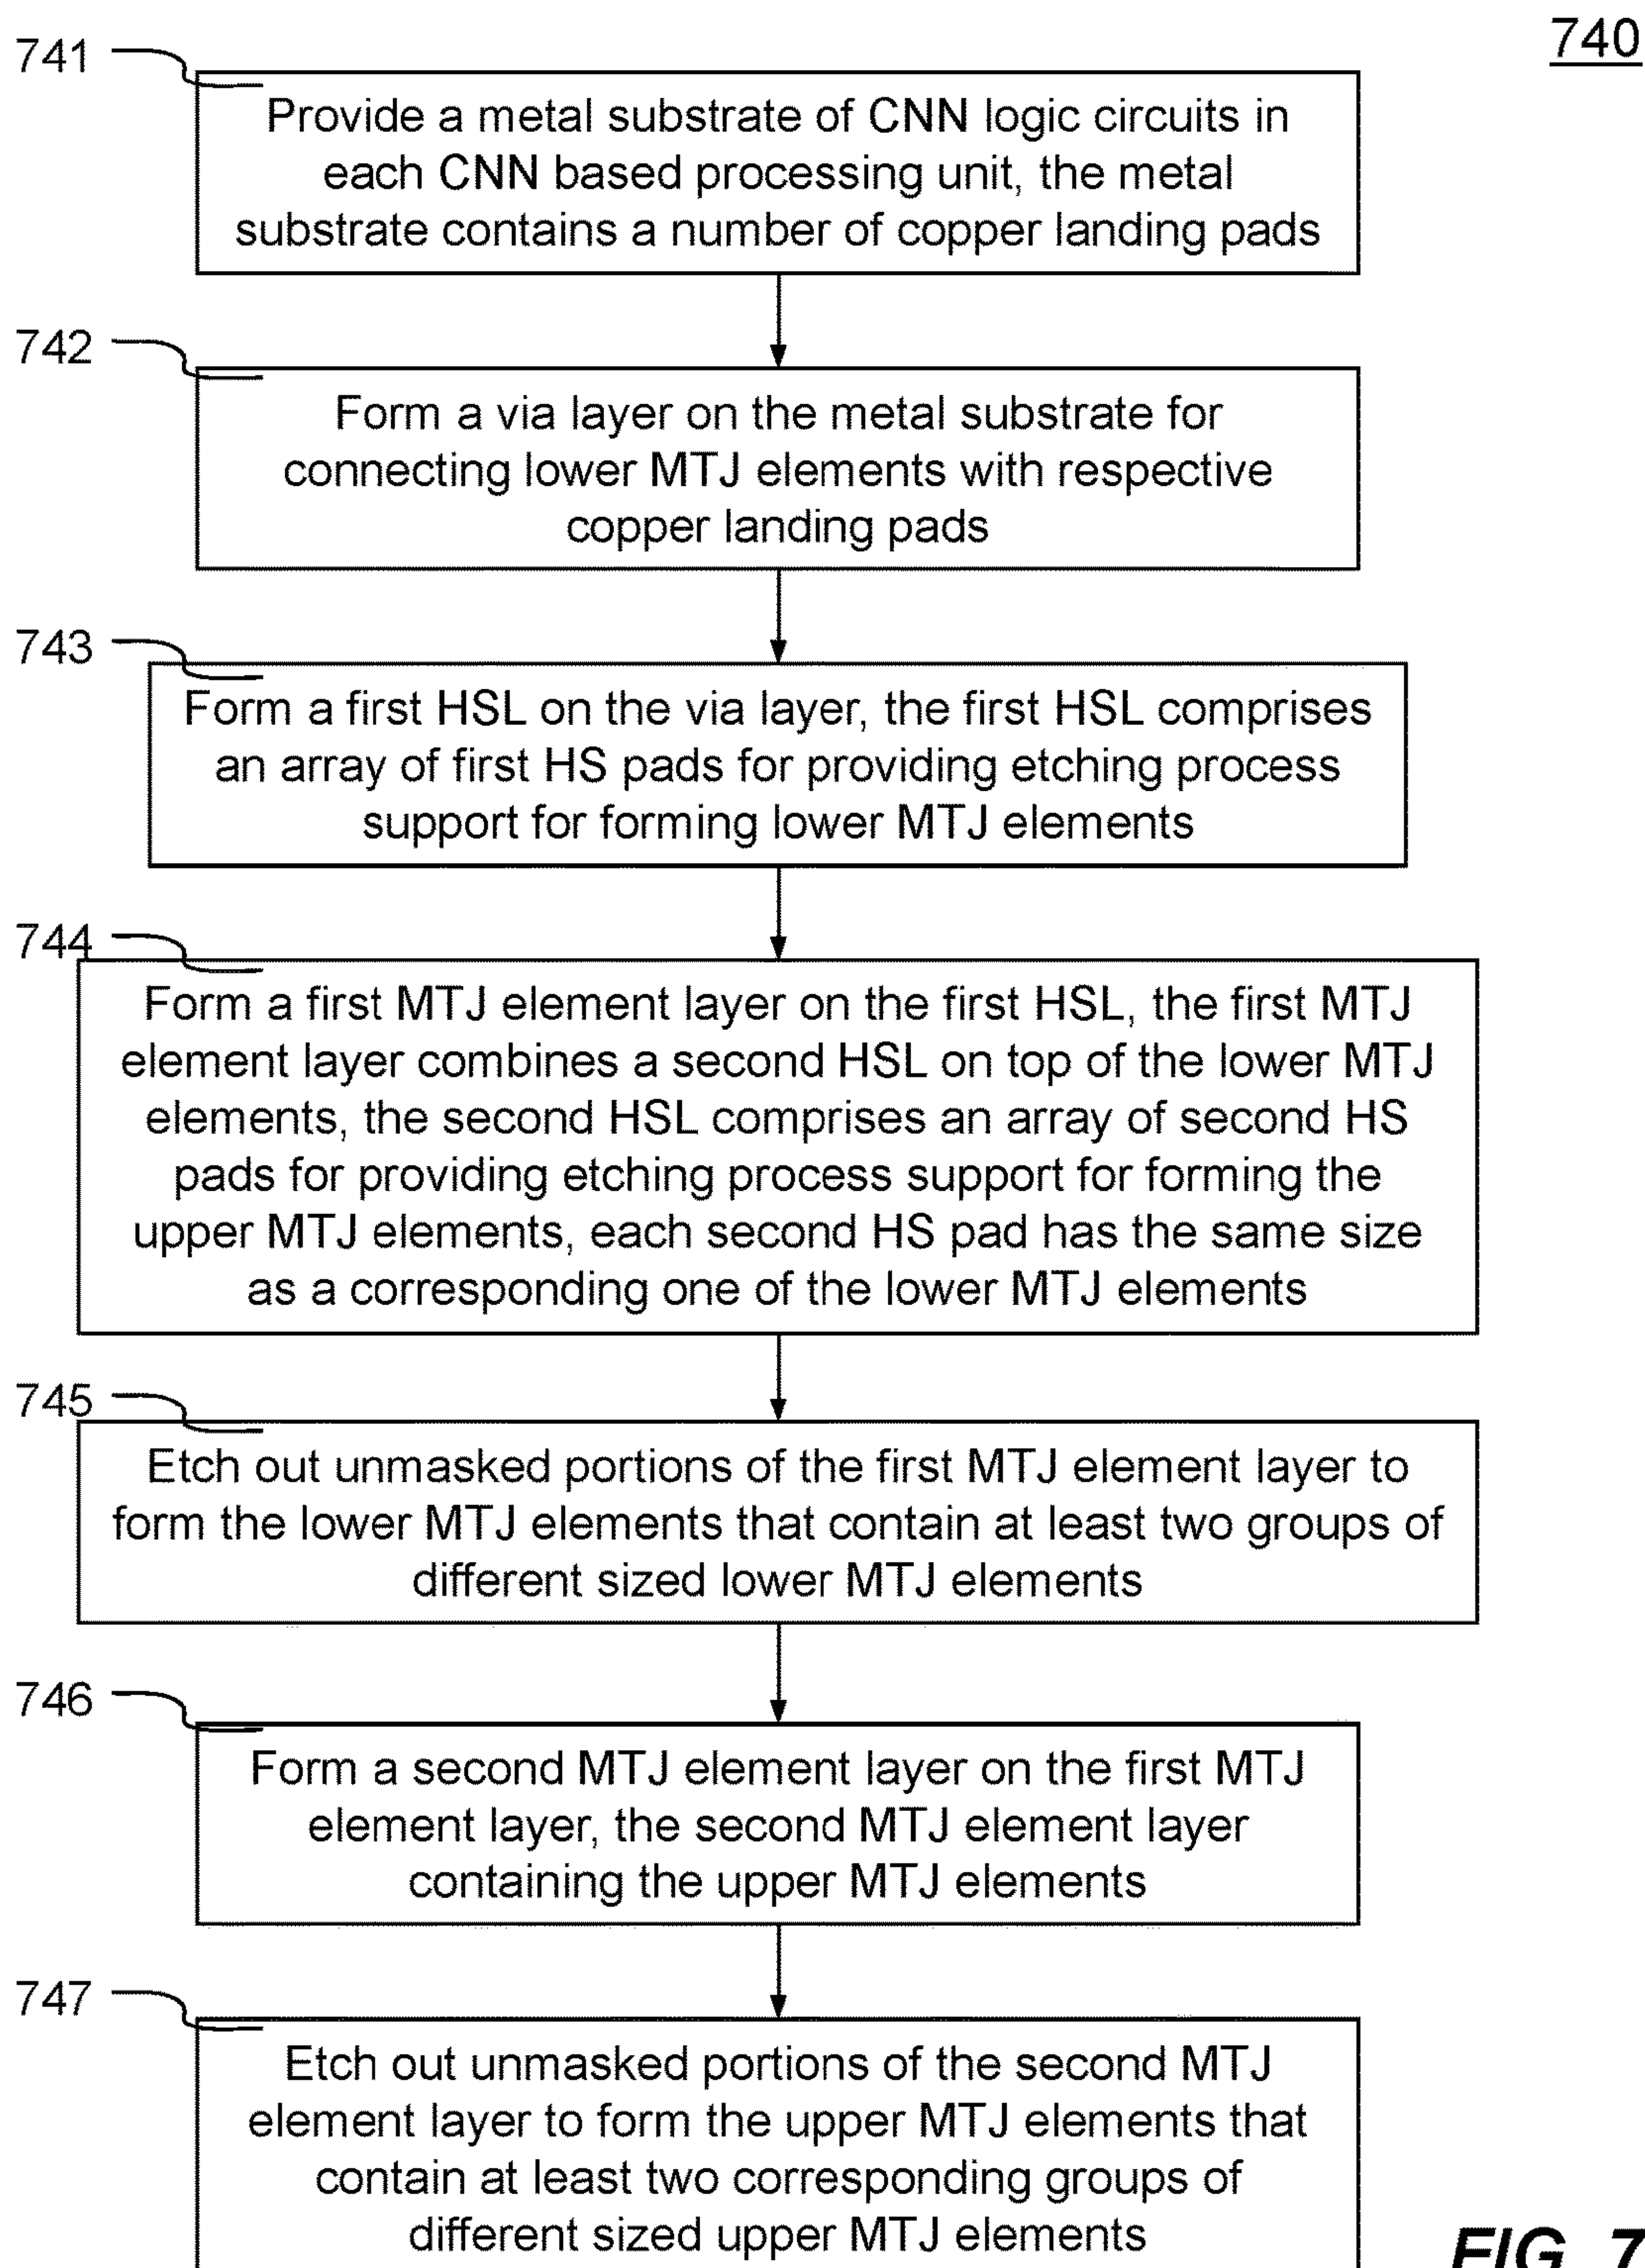 740
741
Provide a metal substrate of CNN logic circuits in
each CNN based processing unit, the metal
substrate contains a number of copper landing pads
742
Form a via layer on the metal substrate for
connecting lower MTJ elements with respective
copper landing pads
743
Form a first HSL on the via layer, the first HSL comprises
an array of first HS pads for providing etching process
support for forming lower MTJ elements
744
Form a first MTJ element layer on the first HSL, the first MTJ
element layer combines a second HSL on top of the lower MTJ
elements, the second HSL comprises an array of second HS
pads for providing etching process support for forming the
upper MTJ elements, each second HS pad has the same size
as a corresponding one of the lower MTJ elements
745
Etch out unmasked portions of the first MTJ element layer to
form the lower MTJ elements that contain at least two groups of
different sized lower MTJ elements
746
Form a second MTJ element layer on the first MTJ
element layer, the second MTJ element layer
containing the upper MTJ elements
747
Etch out unmasked portions of the second MTJ
element layer to form the upper MTJ elements that
contain at least two corresponding groups of
different sized upper MTJ elements
FIG. 7